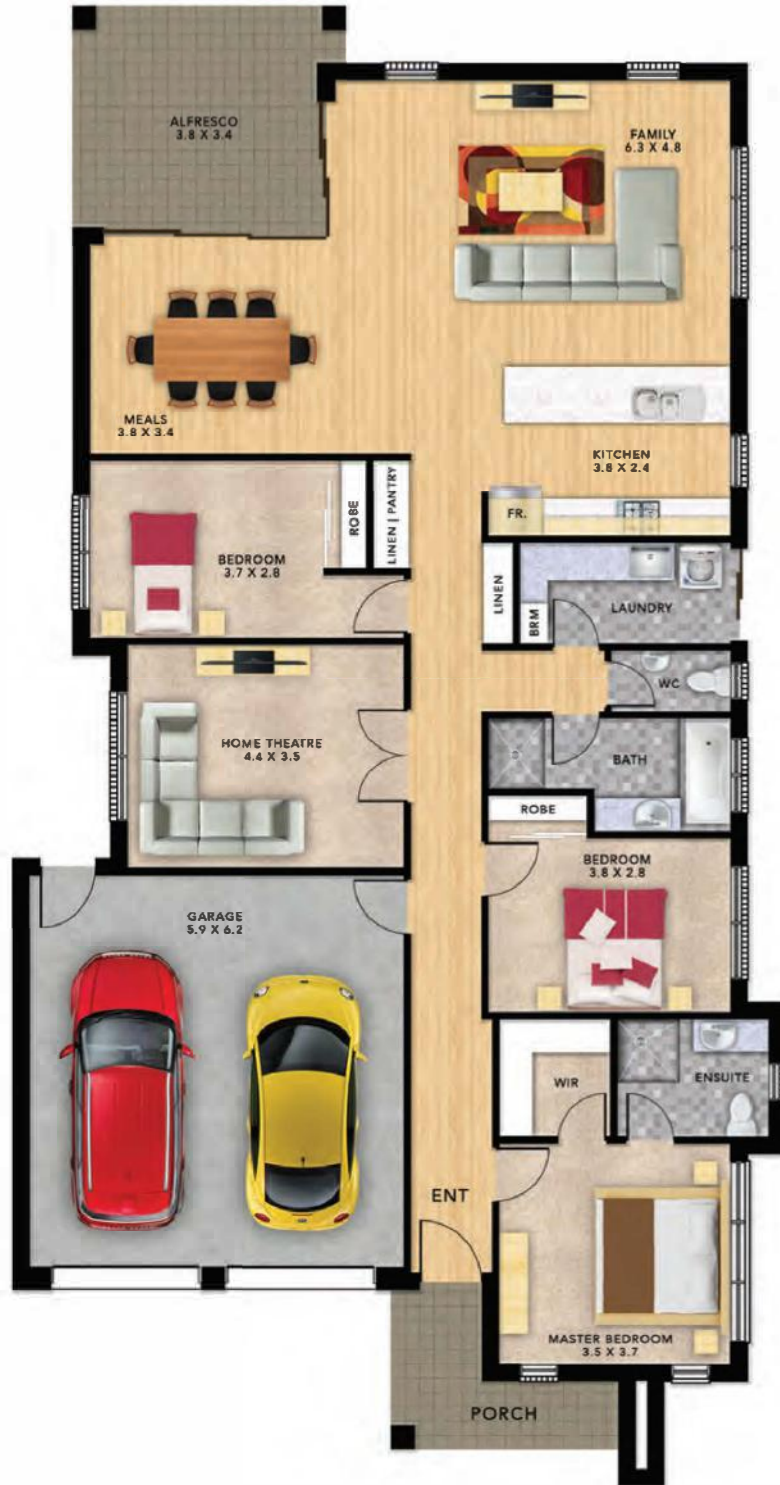 ALFRESCO
3.8 X 3.4
FAMILY
6.3 X 4.8
MEALS
3.8 X 3.4
KITCHEN
3.8 X 2.4
FR.
ROBE
LINEN | PANTRY
BEDROOM
3.7 X 2.8
LINEN
BRM
LAUNDRY
WC
HOME THEATRE
4.4 X 3.5
BATH
ROBE
BEDROOM
3.8 X 2.8
GARAGE
5.9 X 6.2
WIR
ENSUITE
ENT
MASTER BEDROOM
3.5 X 3.7
PORCH